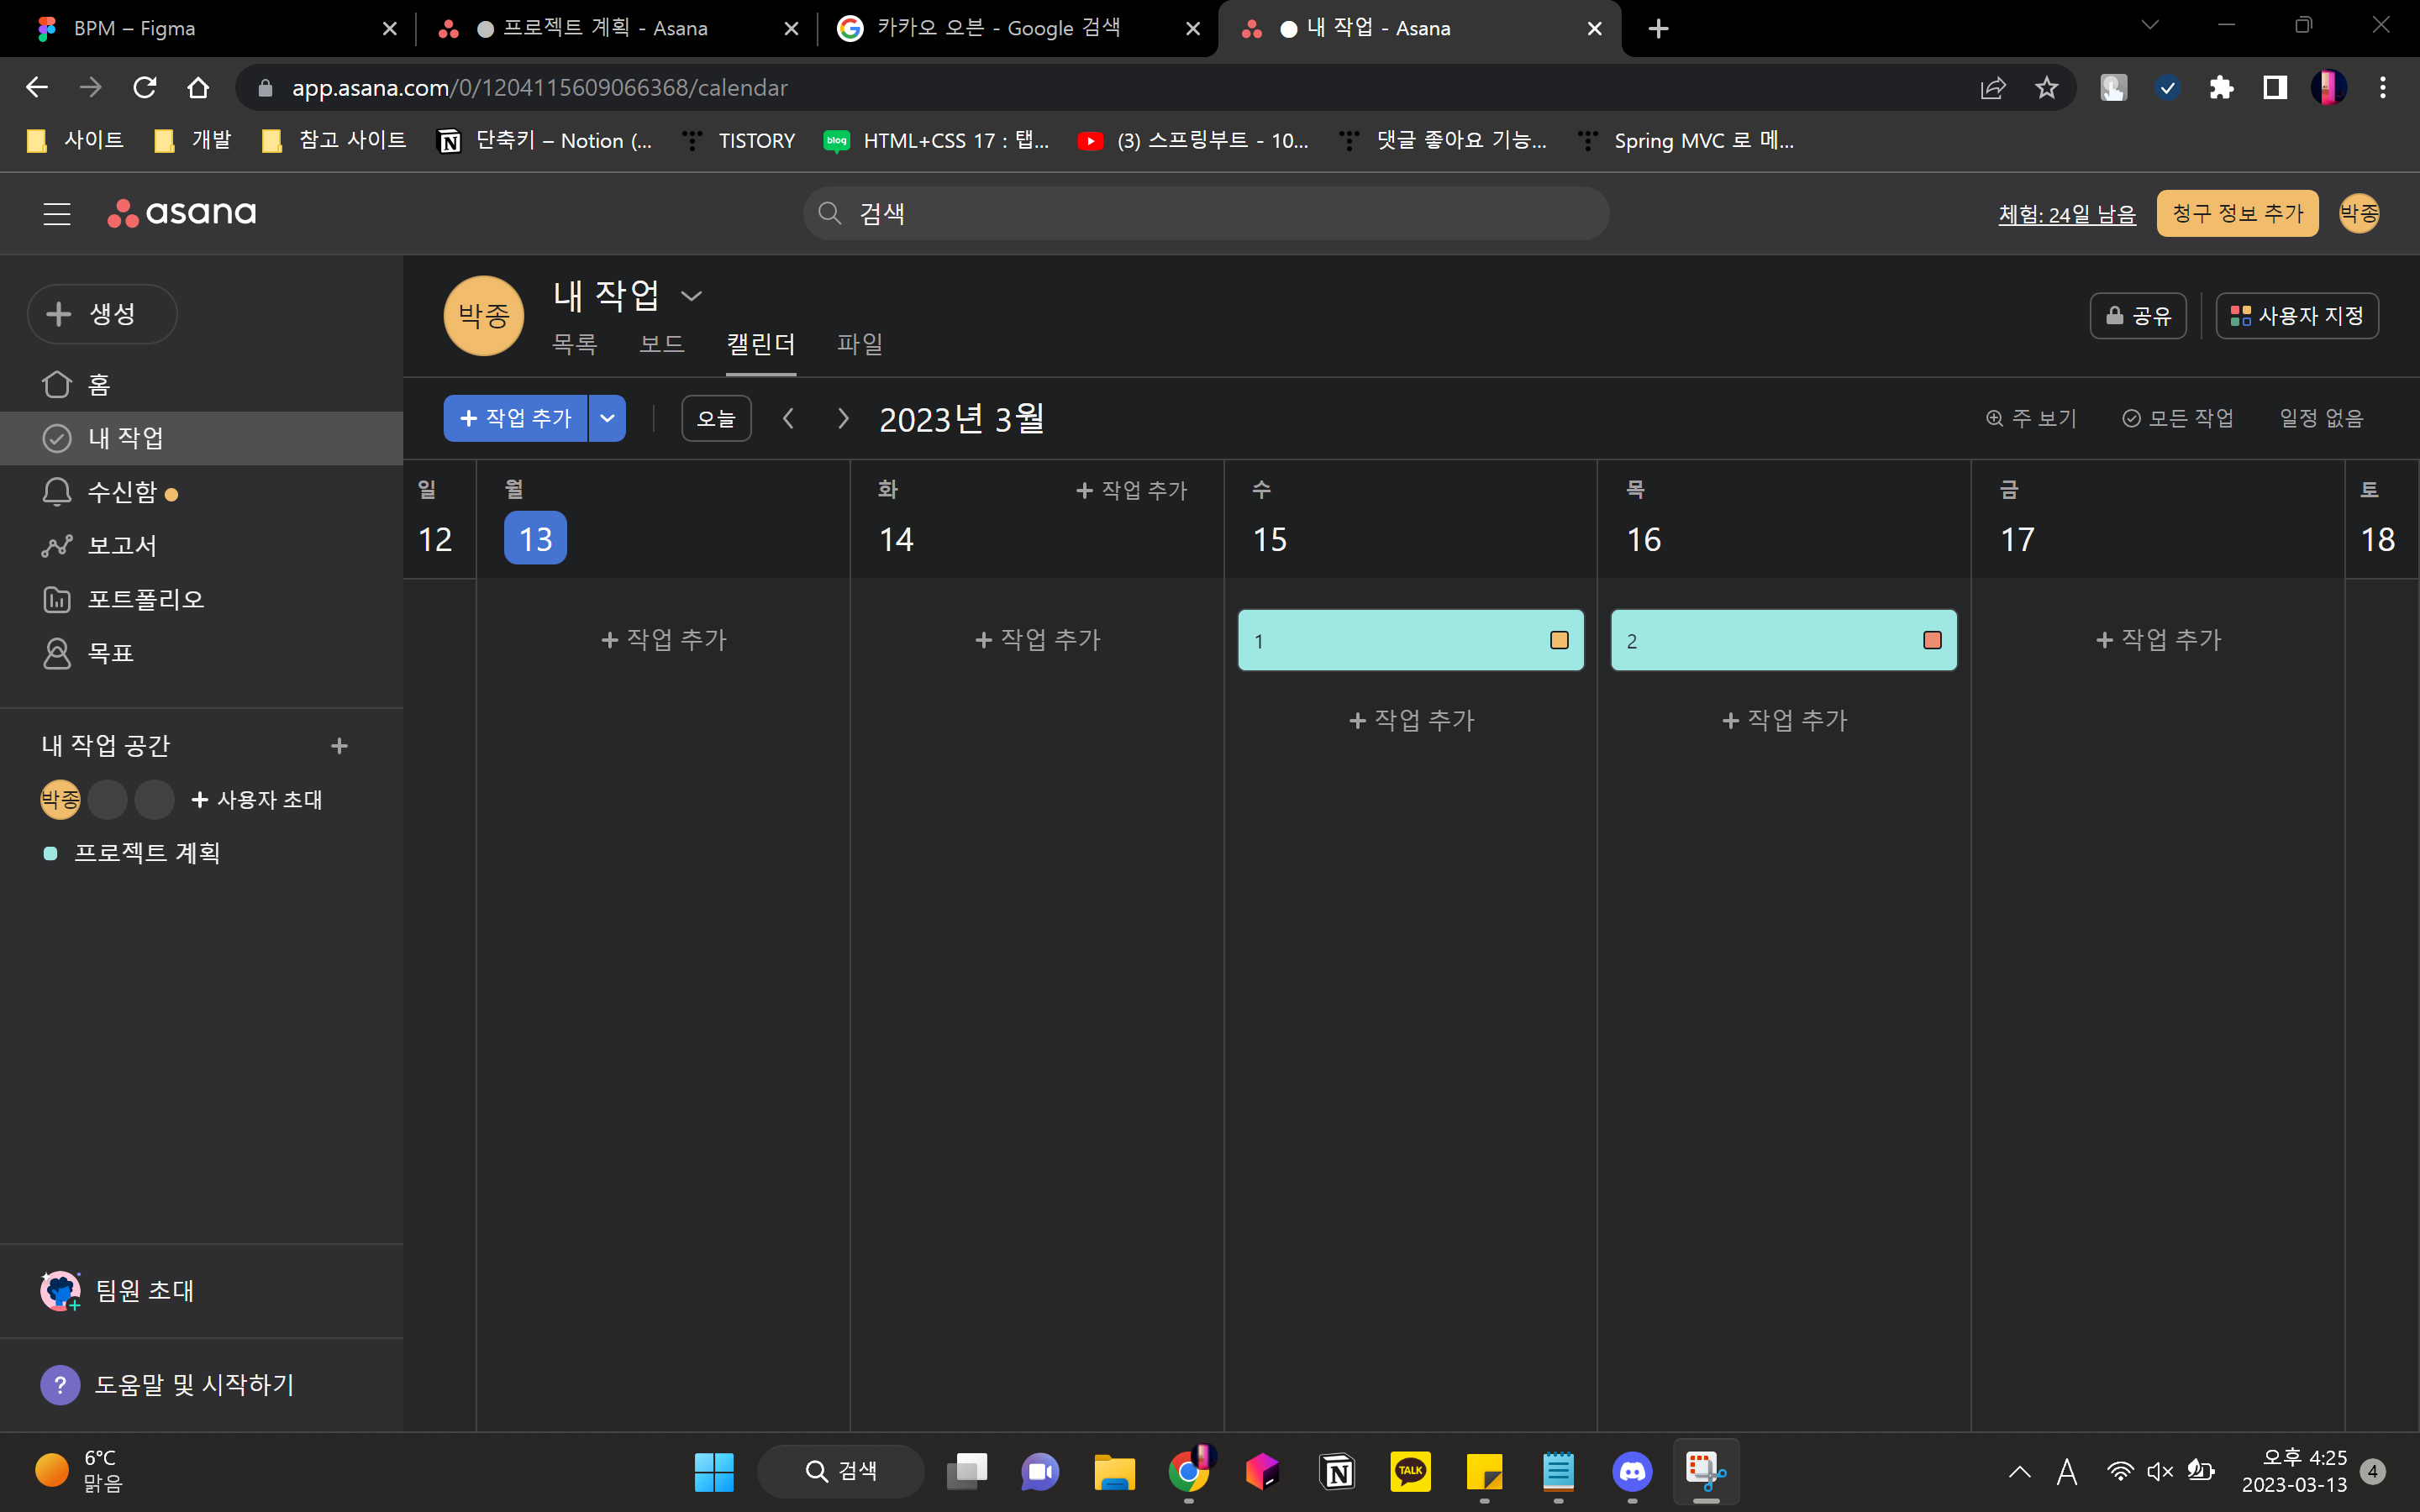 BPM – Figma
프로젝트 계획 - Asana
카카오 오븐 - Google 검색
내 작업 - Asana
app.asana.com/0/1204115609066368/calendar
사이트
개발
참고 사이트
단축키 – Notion (...
TISTORY
blog
HTML+CSS 17 : 탭...
(3) 스프링부트 - 10...
댓글 좋아요 기능...
Spring MVC 로 메...
asana
검색
체험: 24일 남음
청구 정보 추가
박종
생성
홈
내 작업
수신함
보고서
포트폴리오
목표
내 작업 공간
박종
사용자 초대
프로젝트 계획
팀원 초대
? 도움말 및 시작하기
박종
내 작업
목록
보드
캘린더
파일
공유
사용자 지정
+ 작업 추가
오늘
2023년 3월
주 보기
모든 작업
일정 없음
일
월
화
+ 작업 추가
수
목
금
토
12
13
14
15
16
17
18
+ 작업 추가
+ 작업 추가
1
2
+ 작업 추가
+ 작업 추가
+ 작업 추가
6°C
맑음
검색
N
TALK
A
오후 4:25
2023-03-13
4